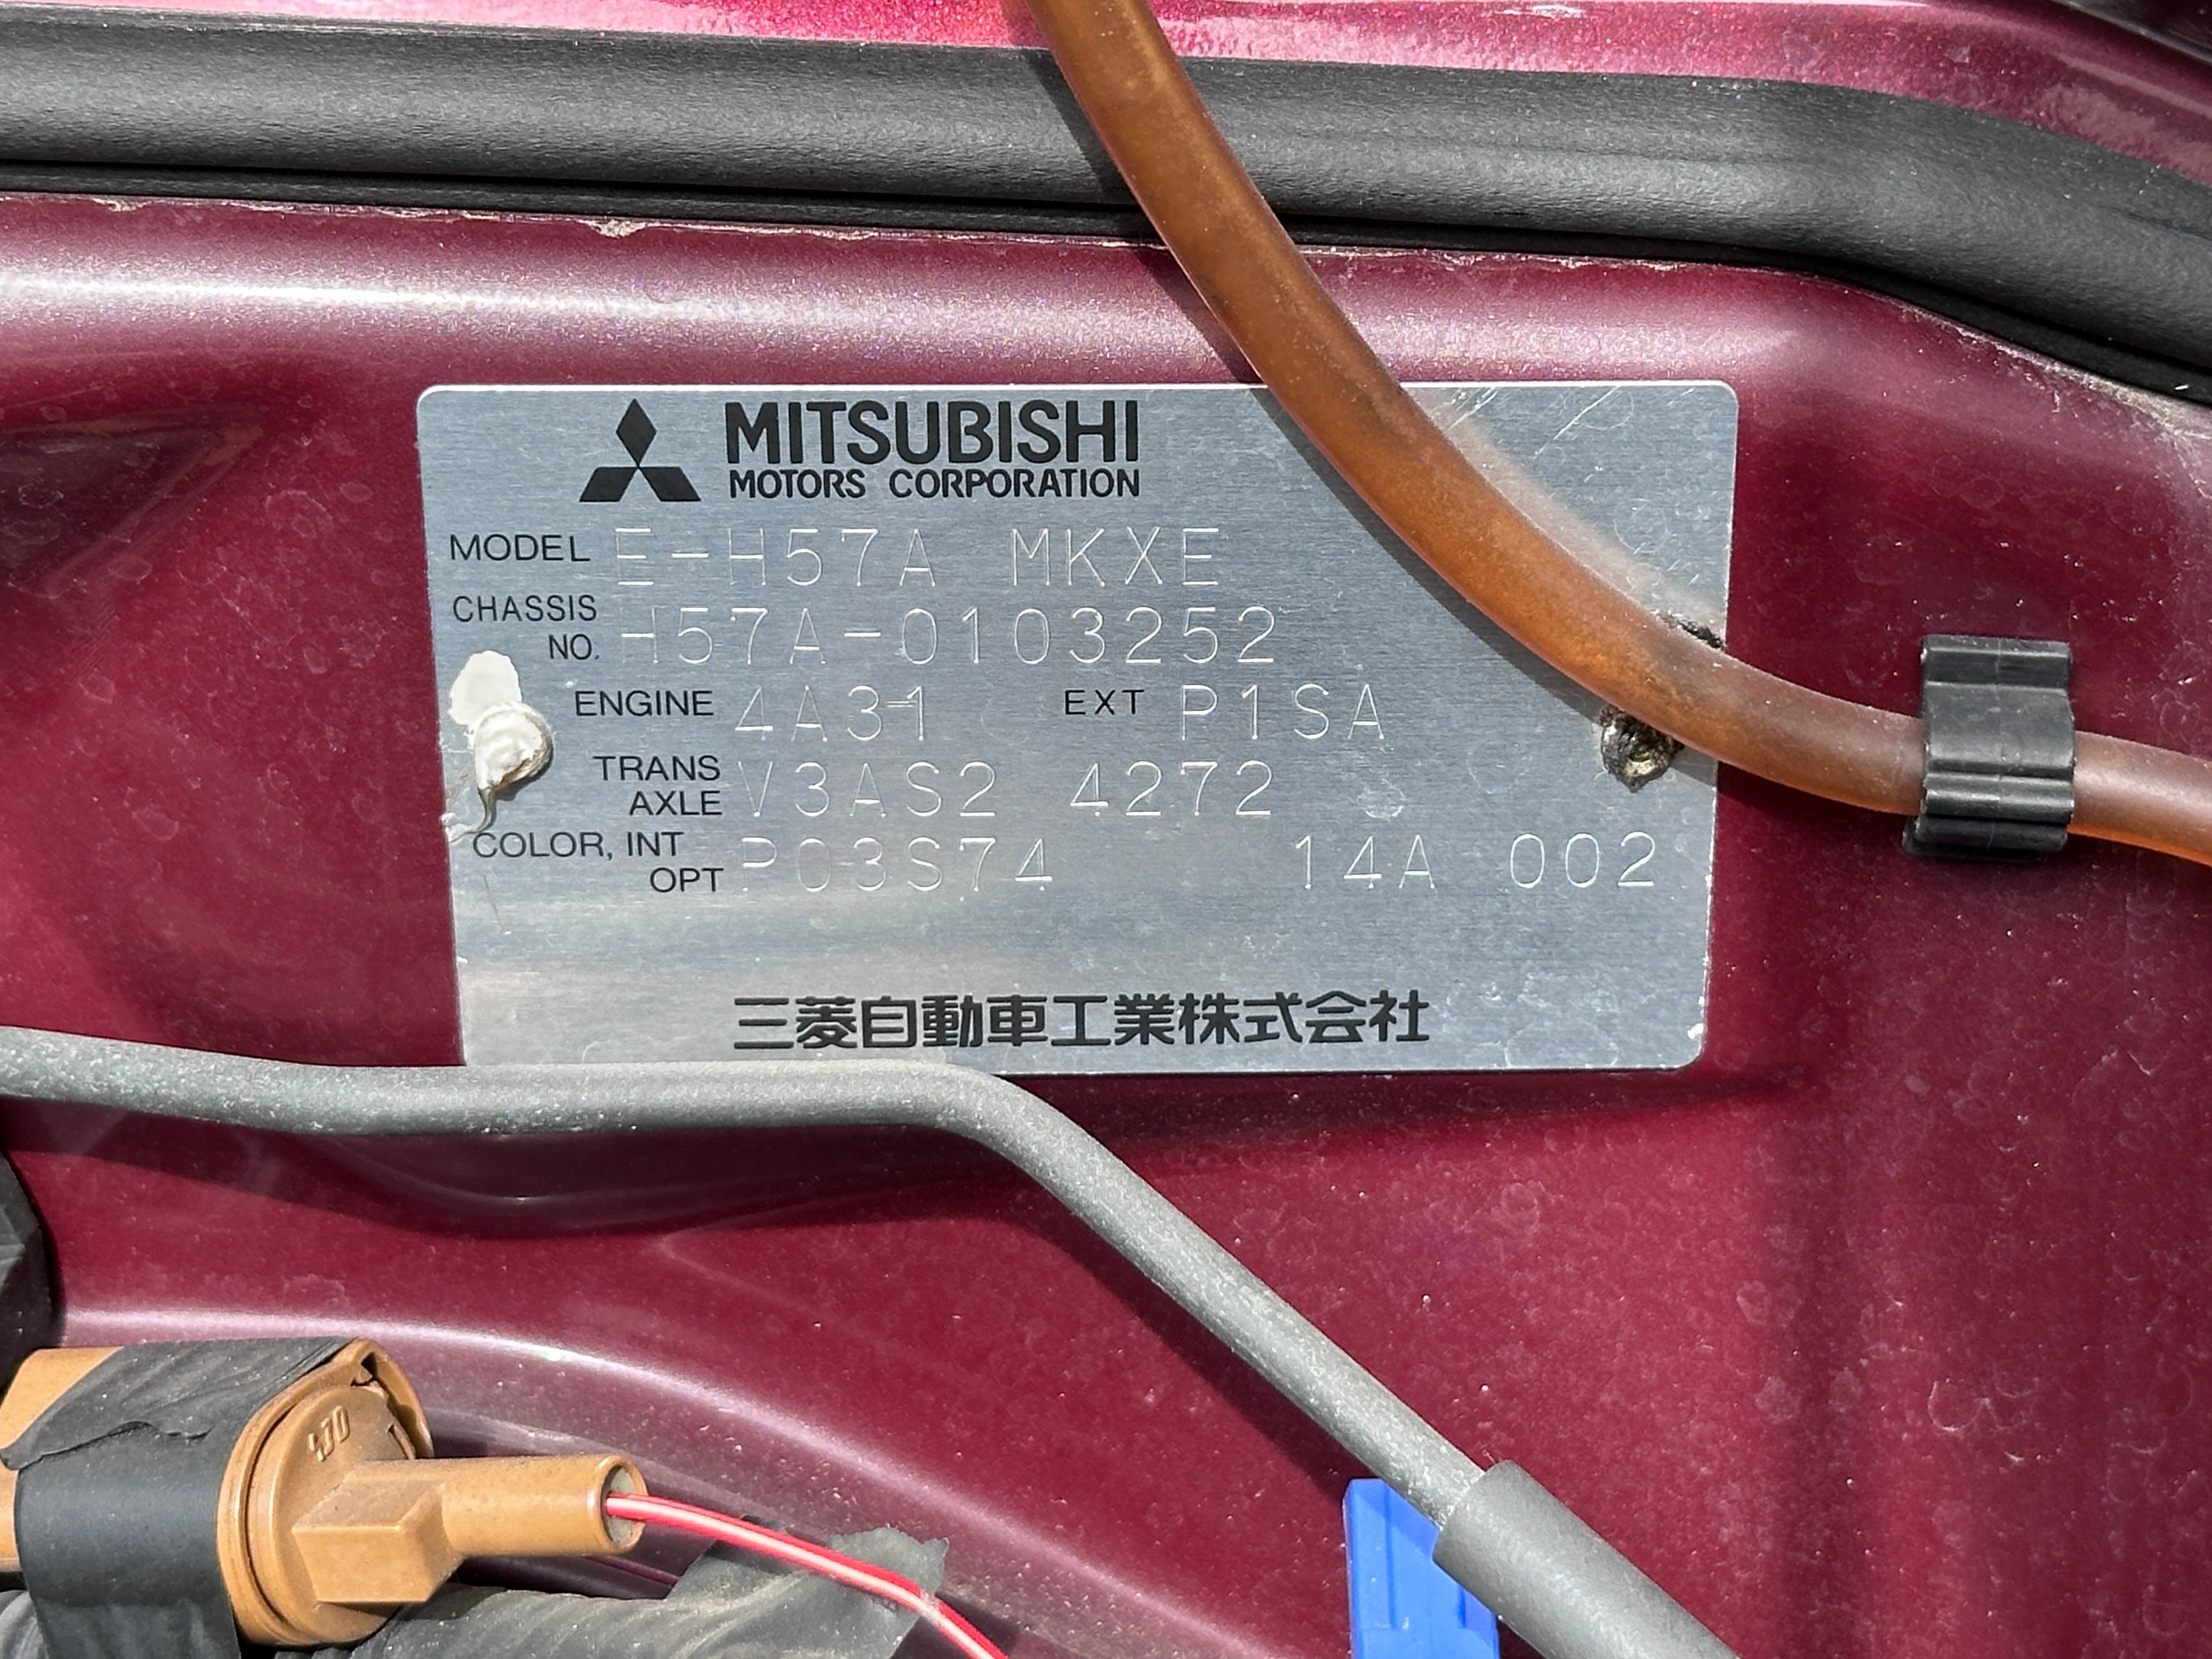 MITSUBISHI
MOTORS CORPORATION
MODEL E-H57A MKXE
CHASSIS NO. H57A-0103252
ENGINE 4A31 EXT P1SA
TRANS AXLE V3AS2 4272
COLOR, INT OPT P03S74 14A 002
三菱自動車工業株式会社